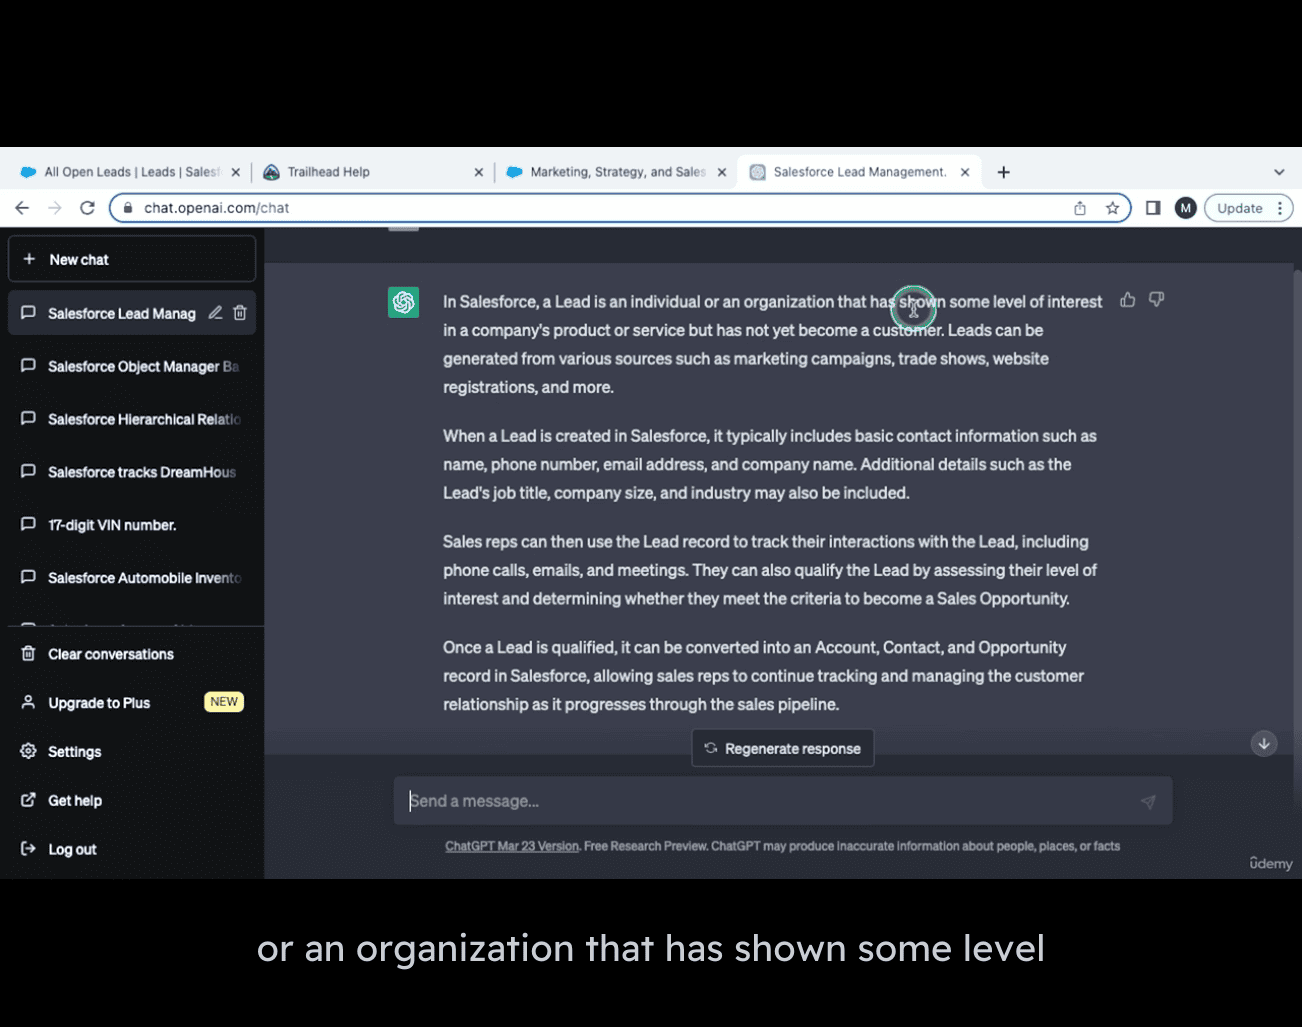 All Open Leads | Leads | Salesf
Trailhead Help
Marketing, Strategy, and Sales
Salesforce Lead Management.
chat.openai.com/chat
M
Update
New chat
Salesforce Lead Manag
Salesforce Object Manager Ba
Salesforce Hierarchical Relatio
Salesforce tracks DreamHous
17-digit VIN number.
Salesforce Automobile Invento
Clear conversations
Upgrade to Plus NEW
Settings
Get help
Log out
In Salesforce, a Lead is an individual or an organization that has shown some level of interest
in a company's product or service but has not yet become a customer. Leads can be
generated from various sources such as marketing campaigns, trade shows, website
registrations, and more.
When a Lead is created in Salesforce, it typically includes basic contact information such as
name, phone number, email address, and company name. Additional details such as the
Lead's job title, company size, and industry may also be included.
Sales reps can then use the Lead record to track their interactions with the Lead, including
phone calls, emails, and meetings. They can also qualify the Lead by assessing their level of
interest and determining whether they meet the criteria to become a Sales Opportunity.
Once a Lead is qualified, it can be converted into an Account, Contact, and Opportunity
record in Salesforce, allowing sales reps to continue tracking and managing the customer
relationship as it progresses through the sales pipeline.
Regenerate response
Send a message...
ChatGPT Mar 23 Version. Free Research Preview. ChatGPT may produce inaccurate information about people, places, or facts
ûdemy
or an organization that has shown some level